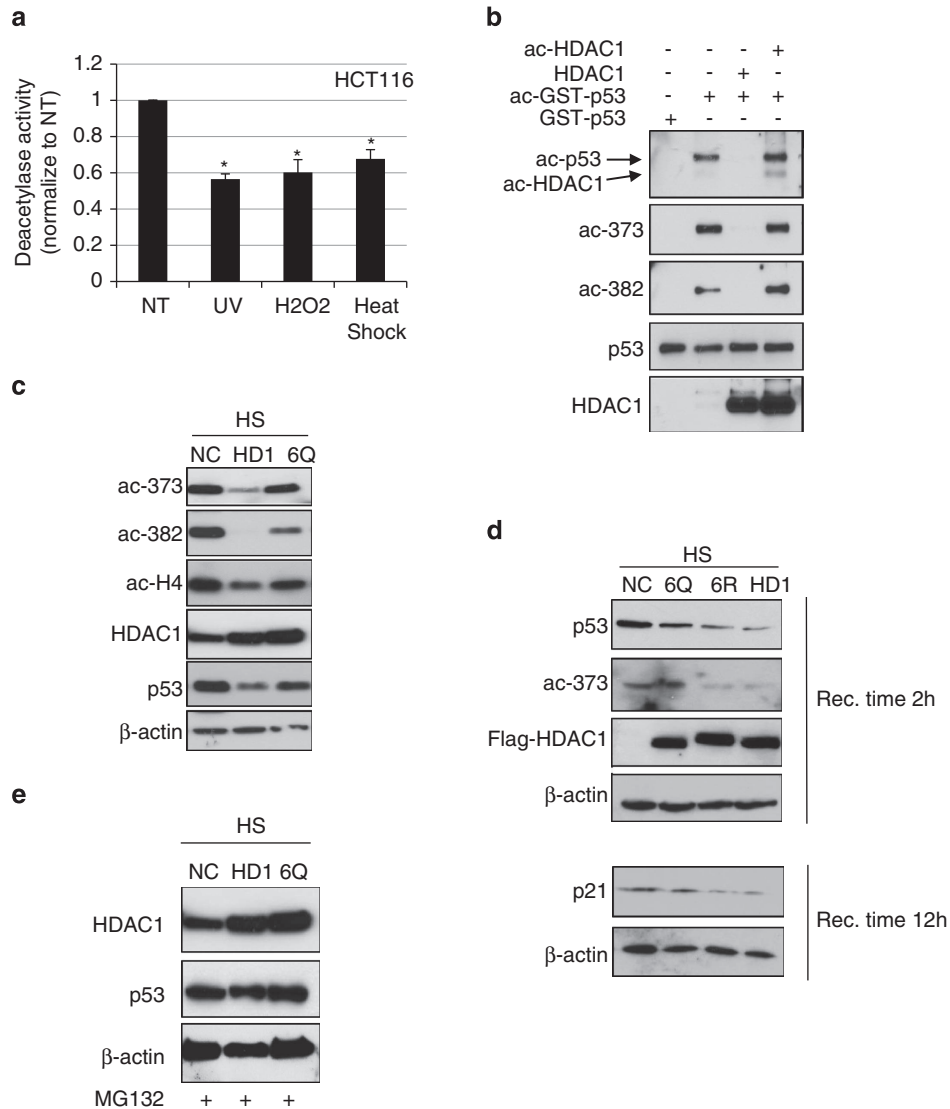 a
Deacetylase activity
(normalize to NT)
1.2
1
0.8
0.6
0.4
0.2
0
HCT116
*
*
*
NT
UV
H2O2
Heat
Shock
b
ac-HDAC1 - - - +
HDAC1 - - + -
ac-GST-p53 - + + +
GST-p53 + - - -
ac-p53
ac-HDAC1
ac-373
ac-382
p53
HDAC1
c
HS
NC HD1 6Q
ac-373
ac-382
ac-H4
HDAC1
p53
β-actin
d
HS
NC 6Q 6R HD1
p53
ac-373
Flag-HDAC1
β-actin
Rec. time 2h
p21
β-actin
Rec. time 12h
e
HS
NC HD1 6Q
HDAC1
p53
β-actin
MG132 + + +